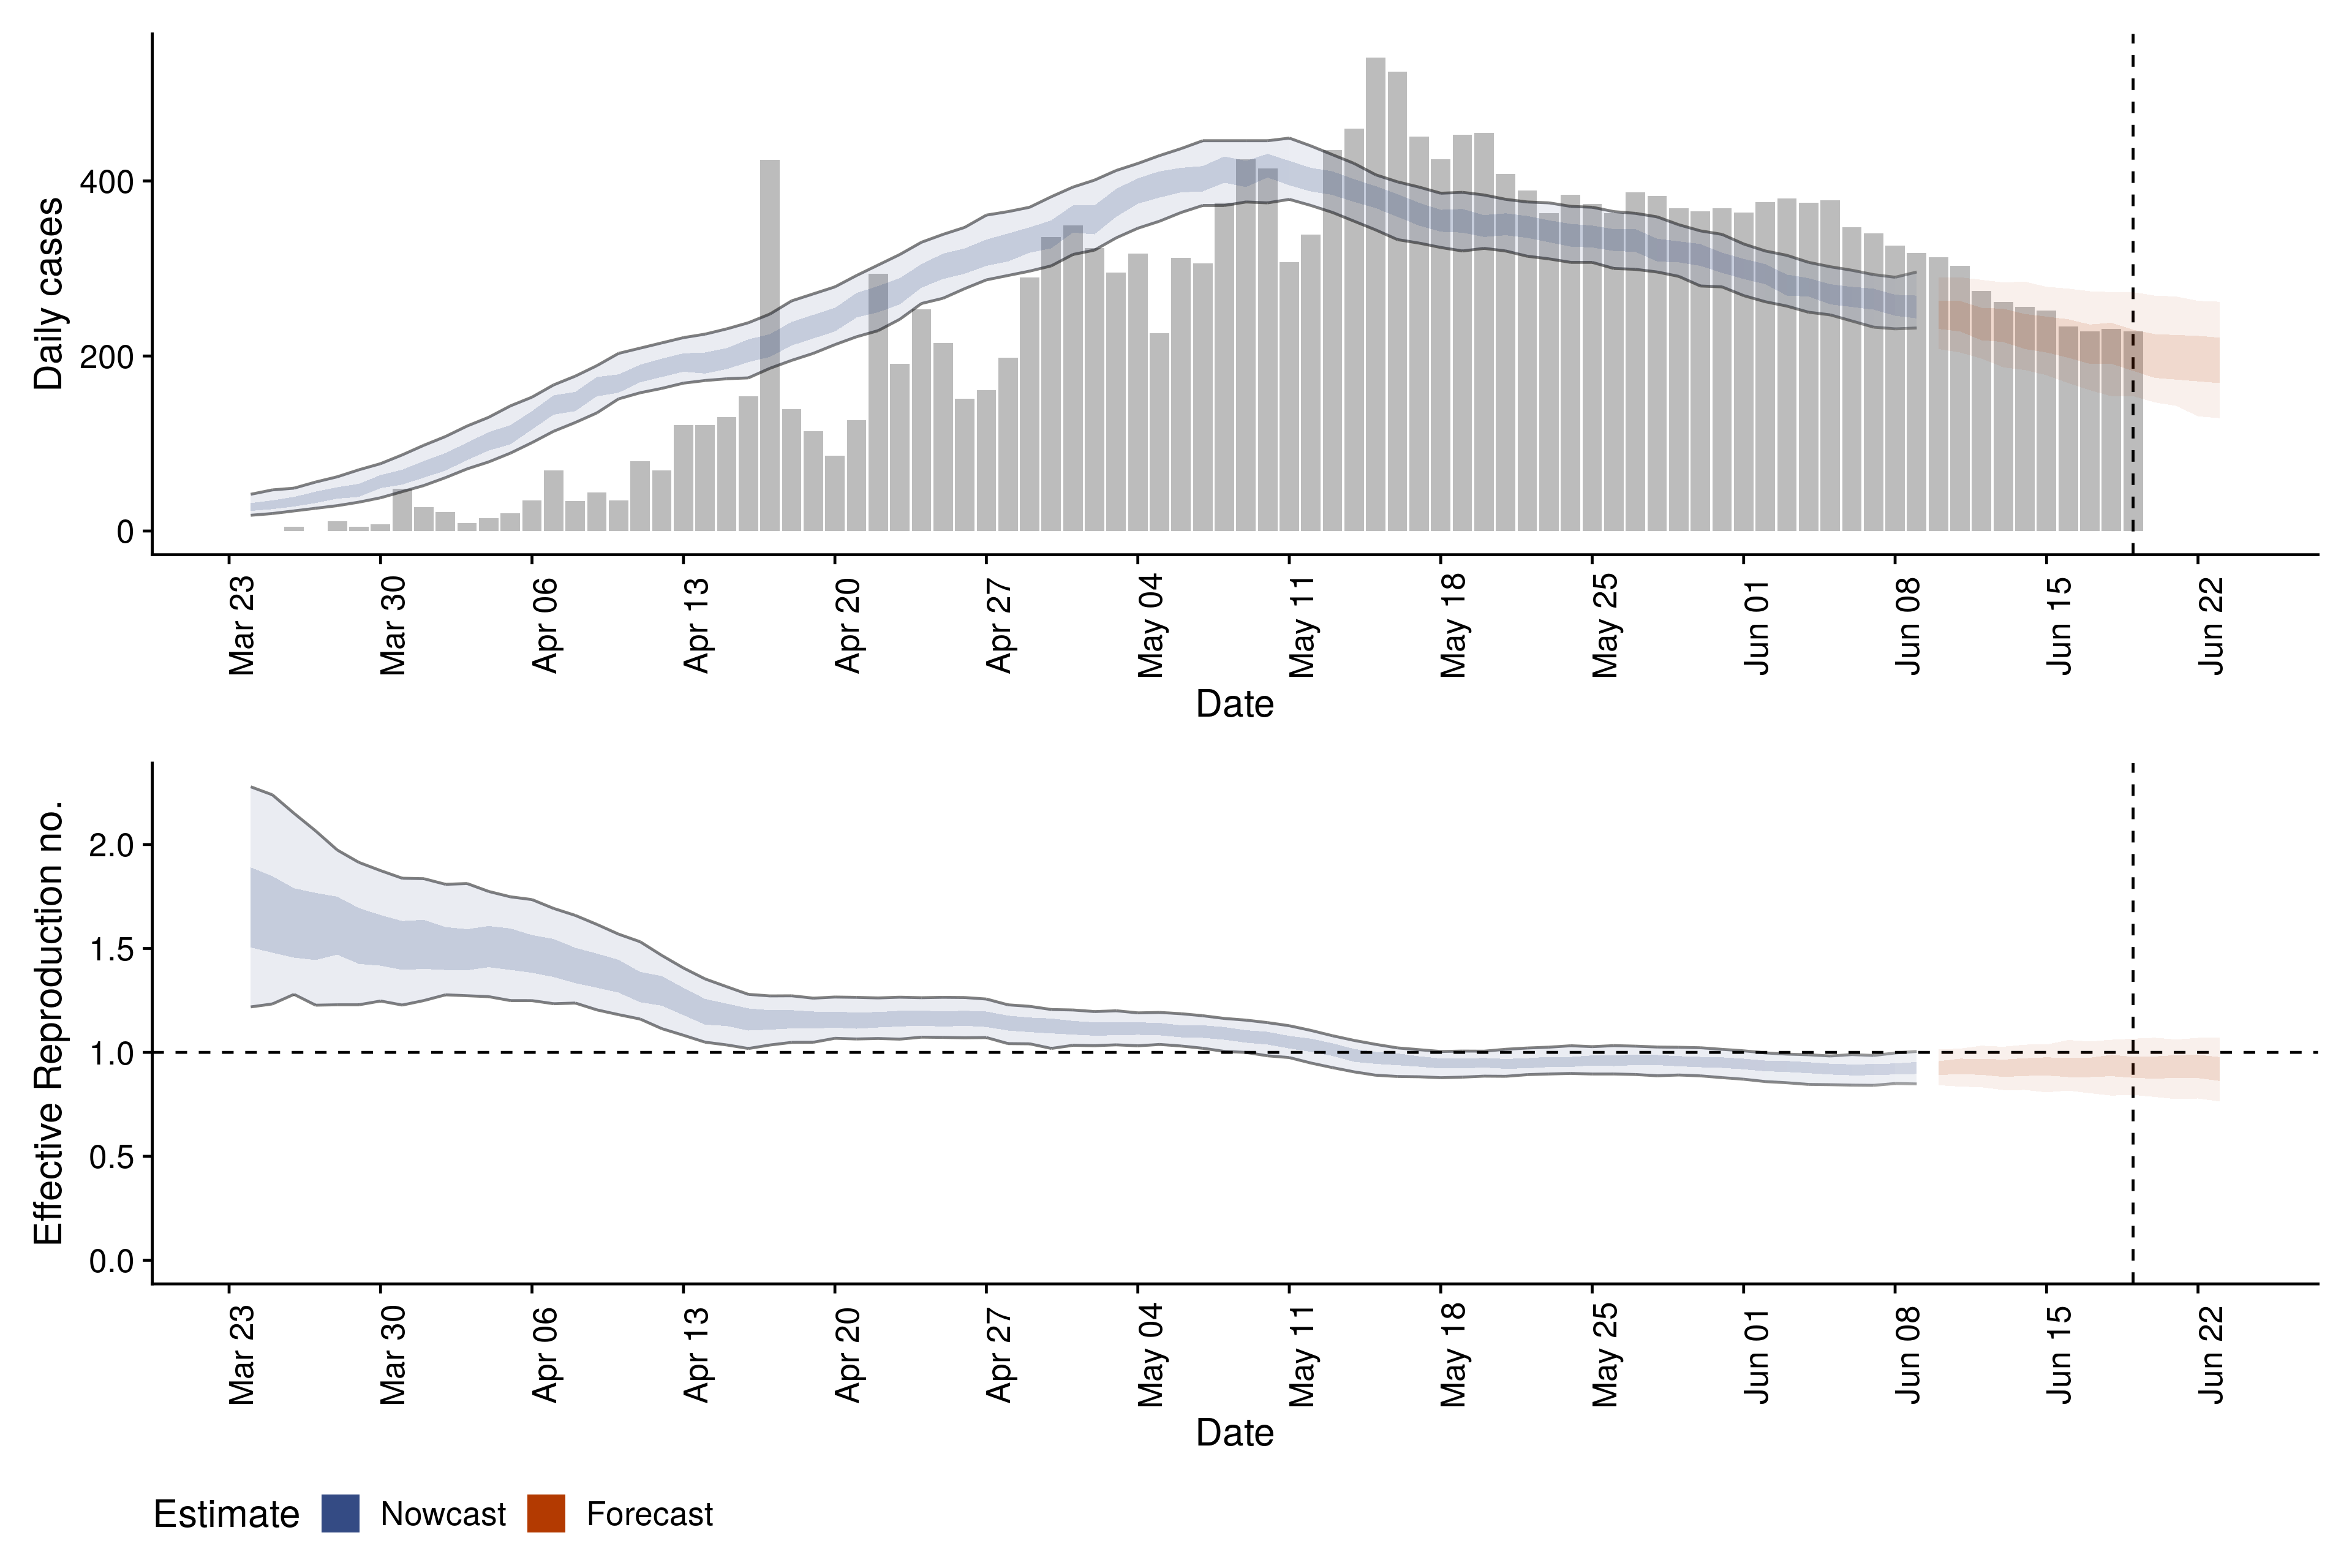 Daily cases
400
200
0
Mar 23
Mar 30
Apr 06
Apr 13
Apr 20
Apr 27
May 04
May 11
May 18
May 25
Jun 01
Jun 08
Jun 15
Jun 22
Date
Effective Reproduction no.
2.0
1.5
1.0
0.5
0.0
Mar 23
Mar 30
Apr 06
Apr 13
Apr 20
Apr 27
May 04
May 11
May 18
May 25
Jun 01
Jun 08
Jun 15
Jun 22
Date
Estimate Nowcast Forecast